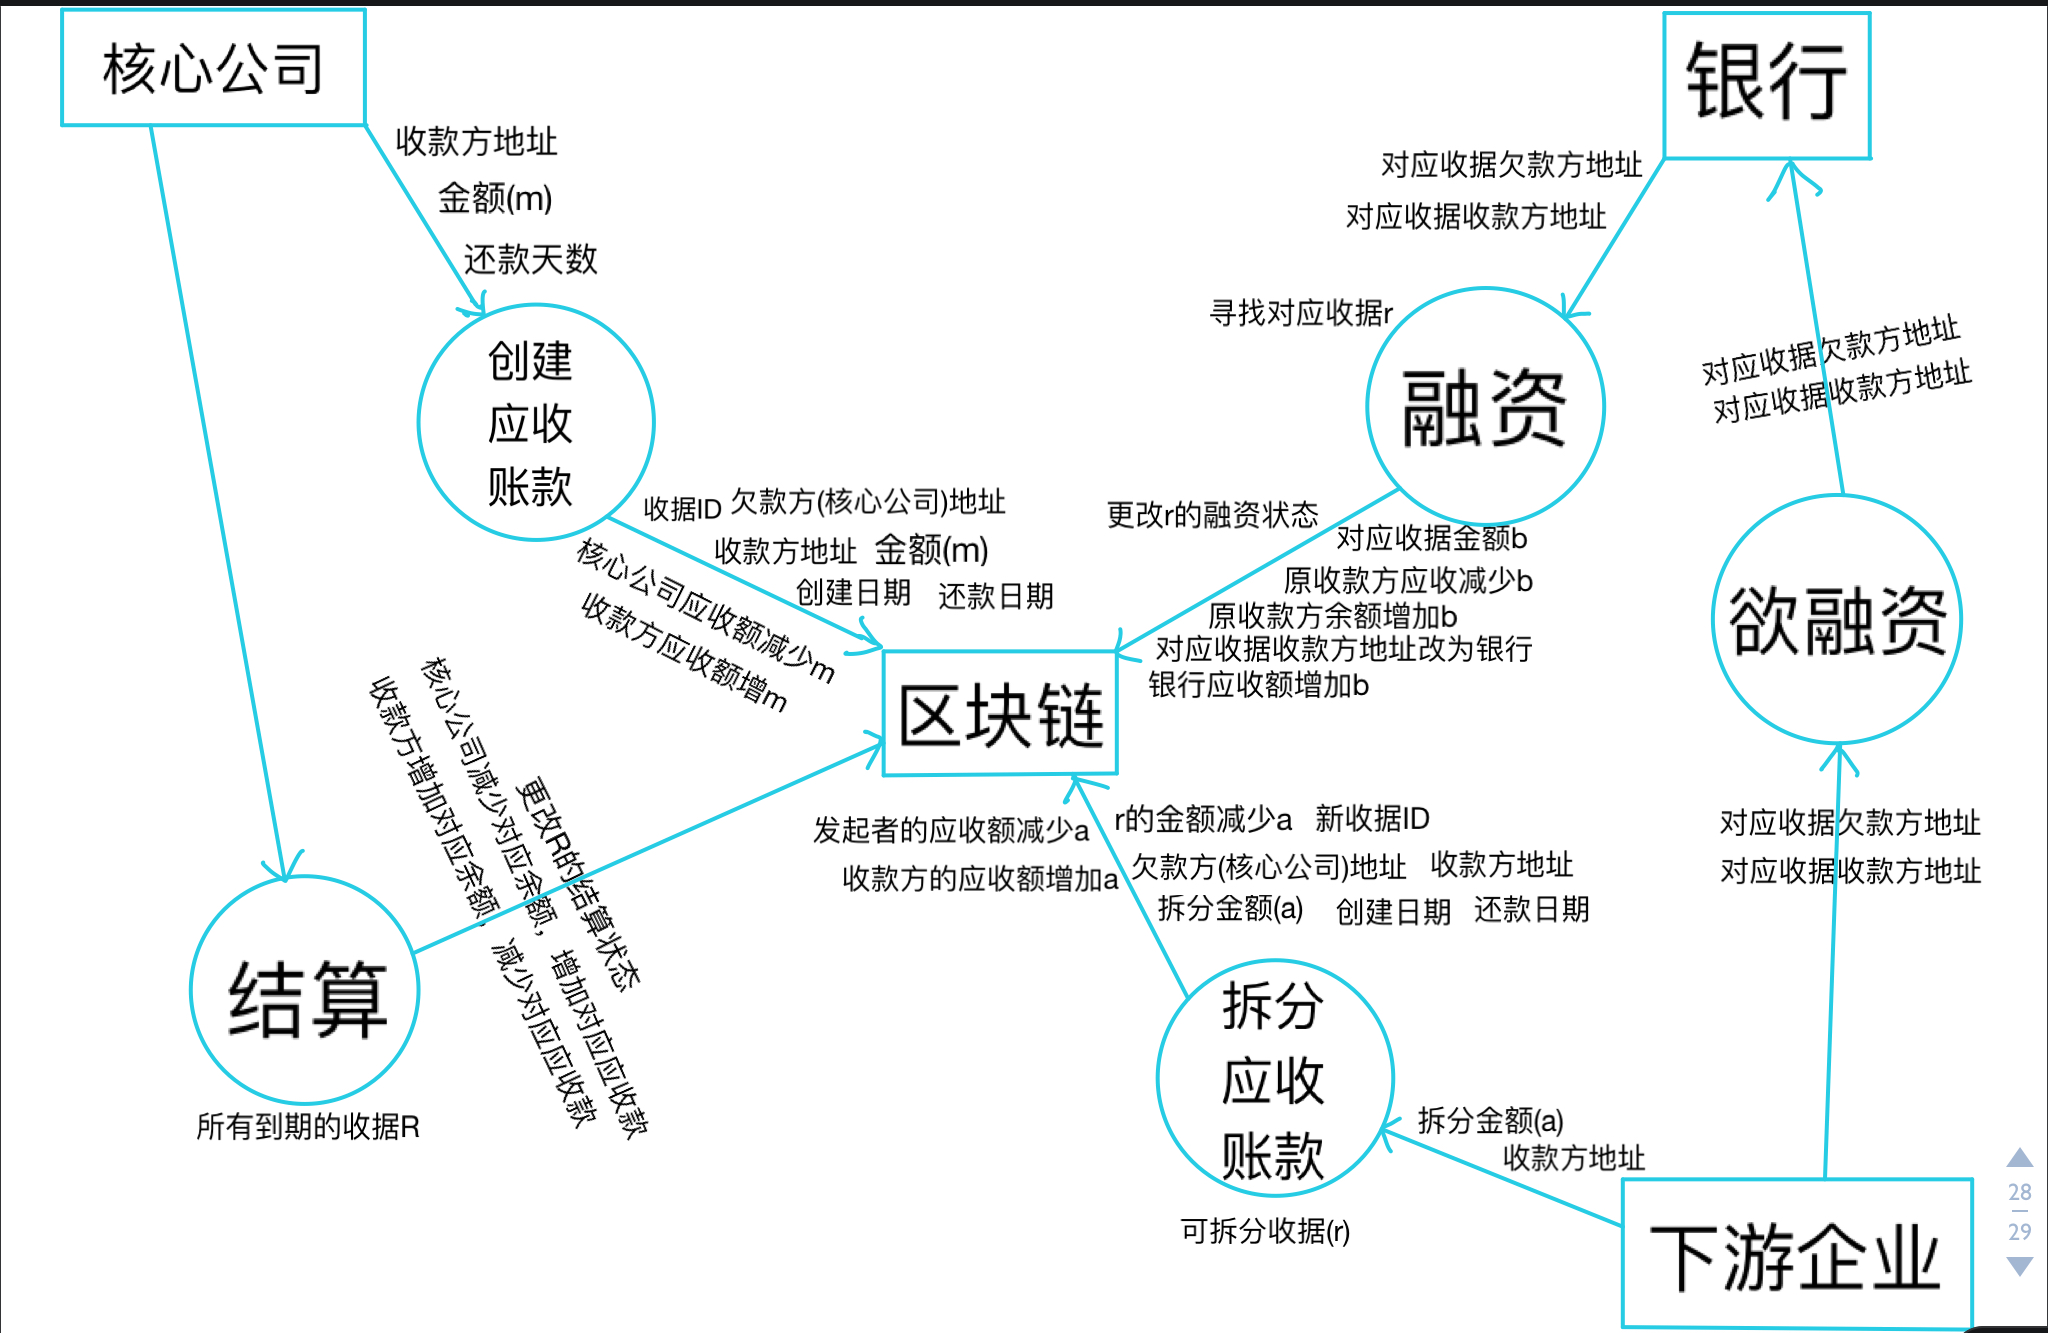 核心公司
银行
收款方地址
金额(m)
还款天数
对应收据欠款方地址
对应收据收款方地址
寻找对应收据r
创建
应收
账款
融资
对应收据欠款方地址
对应收据收款方地址
收据ID 欠款方(核心公司)地址
收款方地址 金额(m)
创建日期 还款日期
核心公司应收额减少m
收款方应收额增m
更改r的融资状态
对应收据金额b
原收款方应收减少b
原收款方余额增加b
对应收据收款方地址改为银行
银行应收额增加b
欲融资
区块链
更改R的结算状态
核心公司减少对应余额，增加对应应收款
收款方增加对应余额，减少对应应收款
发起者的应收额减少a
收款方的应收额增加a
r的金额减少a 新收据ID
欠款方(核心公司)地址 收款方地址
拆分金额(a) 创建日期 还款日期
对应收据欠款方地址
对应收据收款方地址
结算
所有到期的收据R
拆分
应收
账款
可拆分收据(r)
拆分金额(a)
收款方地址
下游企业
28
29